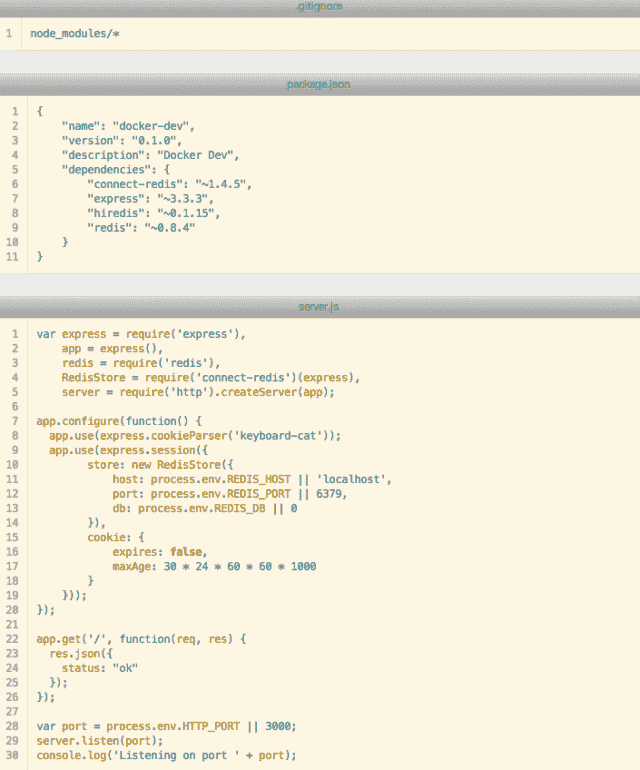 .gitignore
1 node_modules/*
package.json
1 {
2     "name": "docker-dev",
3     "version": "0.1.0",
4     "description": "Docker Dev",
5     "dependencies": {
6         "connect-redis": "~1.4.5",
7         "express": "~3.3.3",
8         "hiredis": "~0.1.15",
9         "redis": "~0.8.4"
10     }
11 }
server.js
1 var express = require('express'),
2     app = express(),
3     redis = require('redis'),
4     RedisStore = require('connect-redis')(express),
5     server = require('http').createServer(app);
6
7 app.configure(function() {
8   app.use(express.cookieParser('keyboard-cat'));
9   app.use(express.session({
10         store: new RedisStore({
11             host: process.env.REDIS_HOST || 'localhost',
12             port: process.env.REDIS_PORT || 6379,
13             db: process.env.REDIS_DB || 0
14         }),
15         cookie: {
16             expires: false,
17             maxAge: 30 * 24 * 60 * 60 * 1000
18         }
19     }));
20 });
21
22 app.get('/', function(req, res) {
23   res.json({
24     status: "ok"
25   });
26 });
27
28 var port = process.env.HTTP_PORT || 3000;
29 server.listen(port);
30 console.log('Listening on port ' + port);